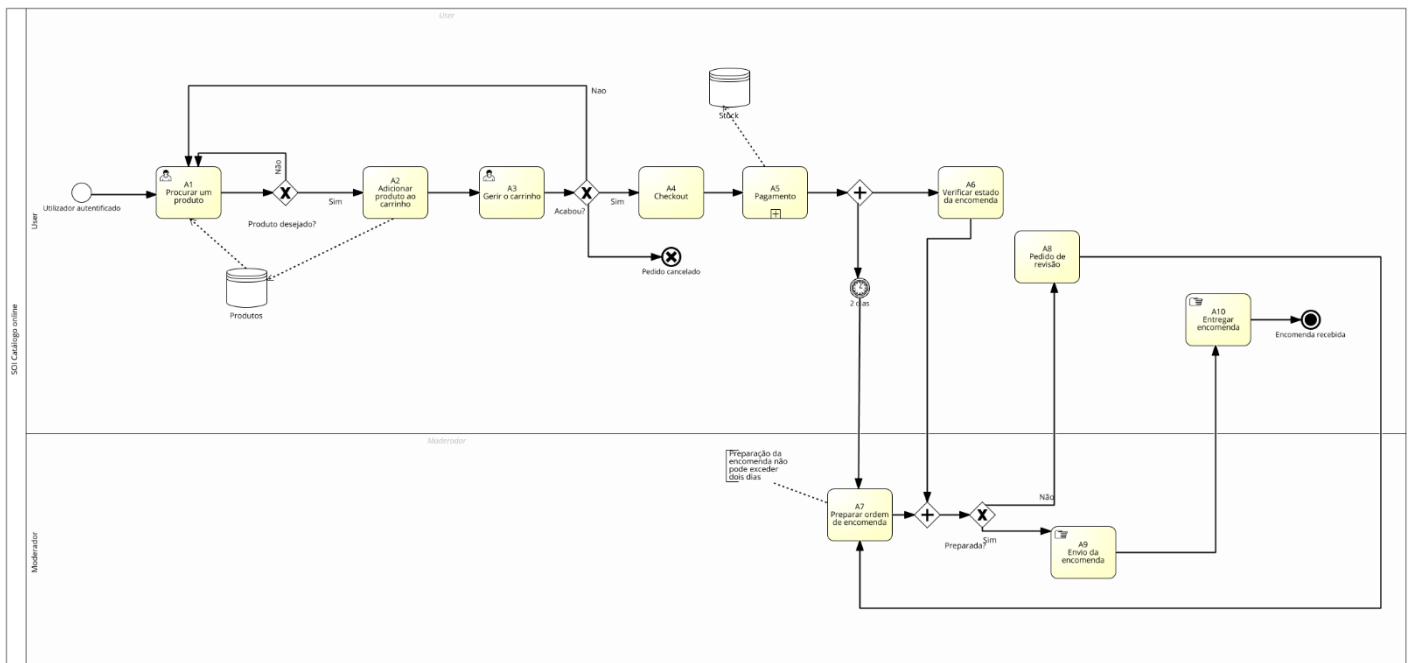 User
SOI Catálogo online
User
Nao
Stock
Não
A1
Procurar um
produto
Utilizador autentificado
Produto desejado?
Sim
A2
Adicionar
produto ao
carrinho
A3
Gerir o carrinho
Acabou?
Sim
A4
Checkout
A5
Pagamento
A6
Verificar estado
da encomenda
Pedido cancelado
Produtos
2 dias
A8
Pedido de
revisão
A10
Entregar
encomenda
Encomenda recebida
Maderador
Moderador
Preparação da
encomenda não
pode exceder
dois dias
A7
Preparar ordem
de encomenda
Não
Preparada?
Sim
A9
Envio da
encomenda